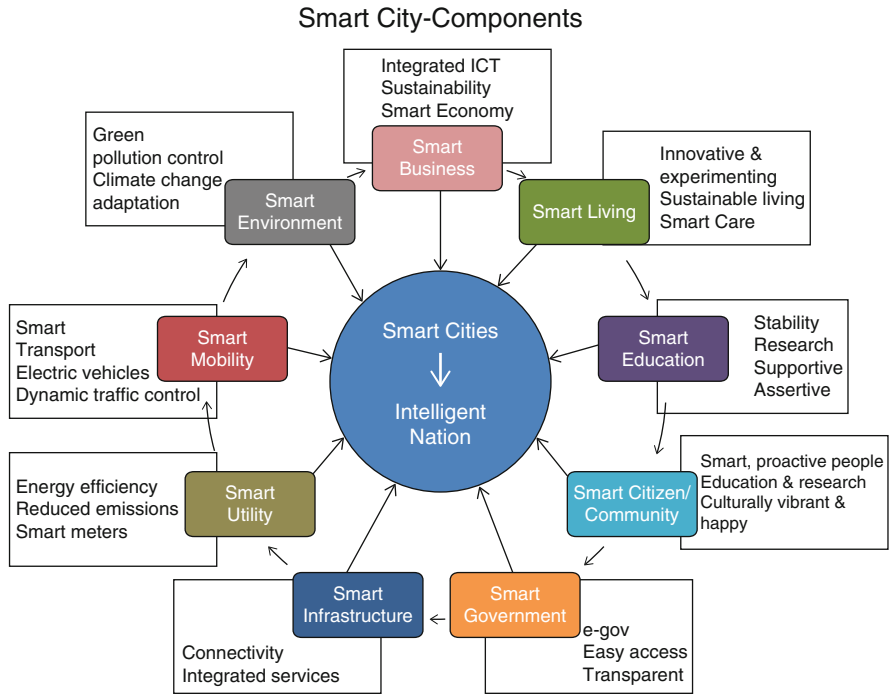 Smart City-Components
Integrated ICT
Sustainability
Smart Economy
Smart
Business
Innovative &
experimenting
Sustainable living
Smart Care
Smart Living
Stability
Research
Supportive
Assertive
Smart
Education
Smart, proactive people
Education & research
Culturally vibrant &
happy
Smart Citizen/
Community
e-gov
Easy access
Transparent
Smart
Government
Smart
Infrastructure
Connectivity
Integrated services
Energy efficiency
Reduced emissions
Smart meters
Smart
Utility
Smart
Transport
Electric vehicles
Dynamic traffic control
Smart
Mobility
Green
pollution control
Climate change
adaptation
Smart
Environment
Smart Cities
Intelligent
Nation